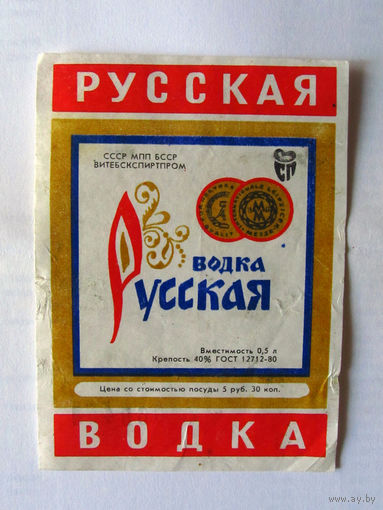 РУССКАЯ
СССР МПП БССР
ВИТЕБСКСПИРТПРОМ
СП
ВОДКА
Русская
Вместимость 0,5 л
Крепость 40% ГОСТ 12712-80
Цена со стоимостью посуды 5 руб. 30 коп.
ВОДКА
© www.ay.by